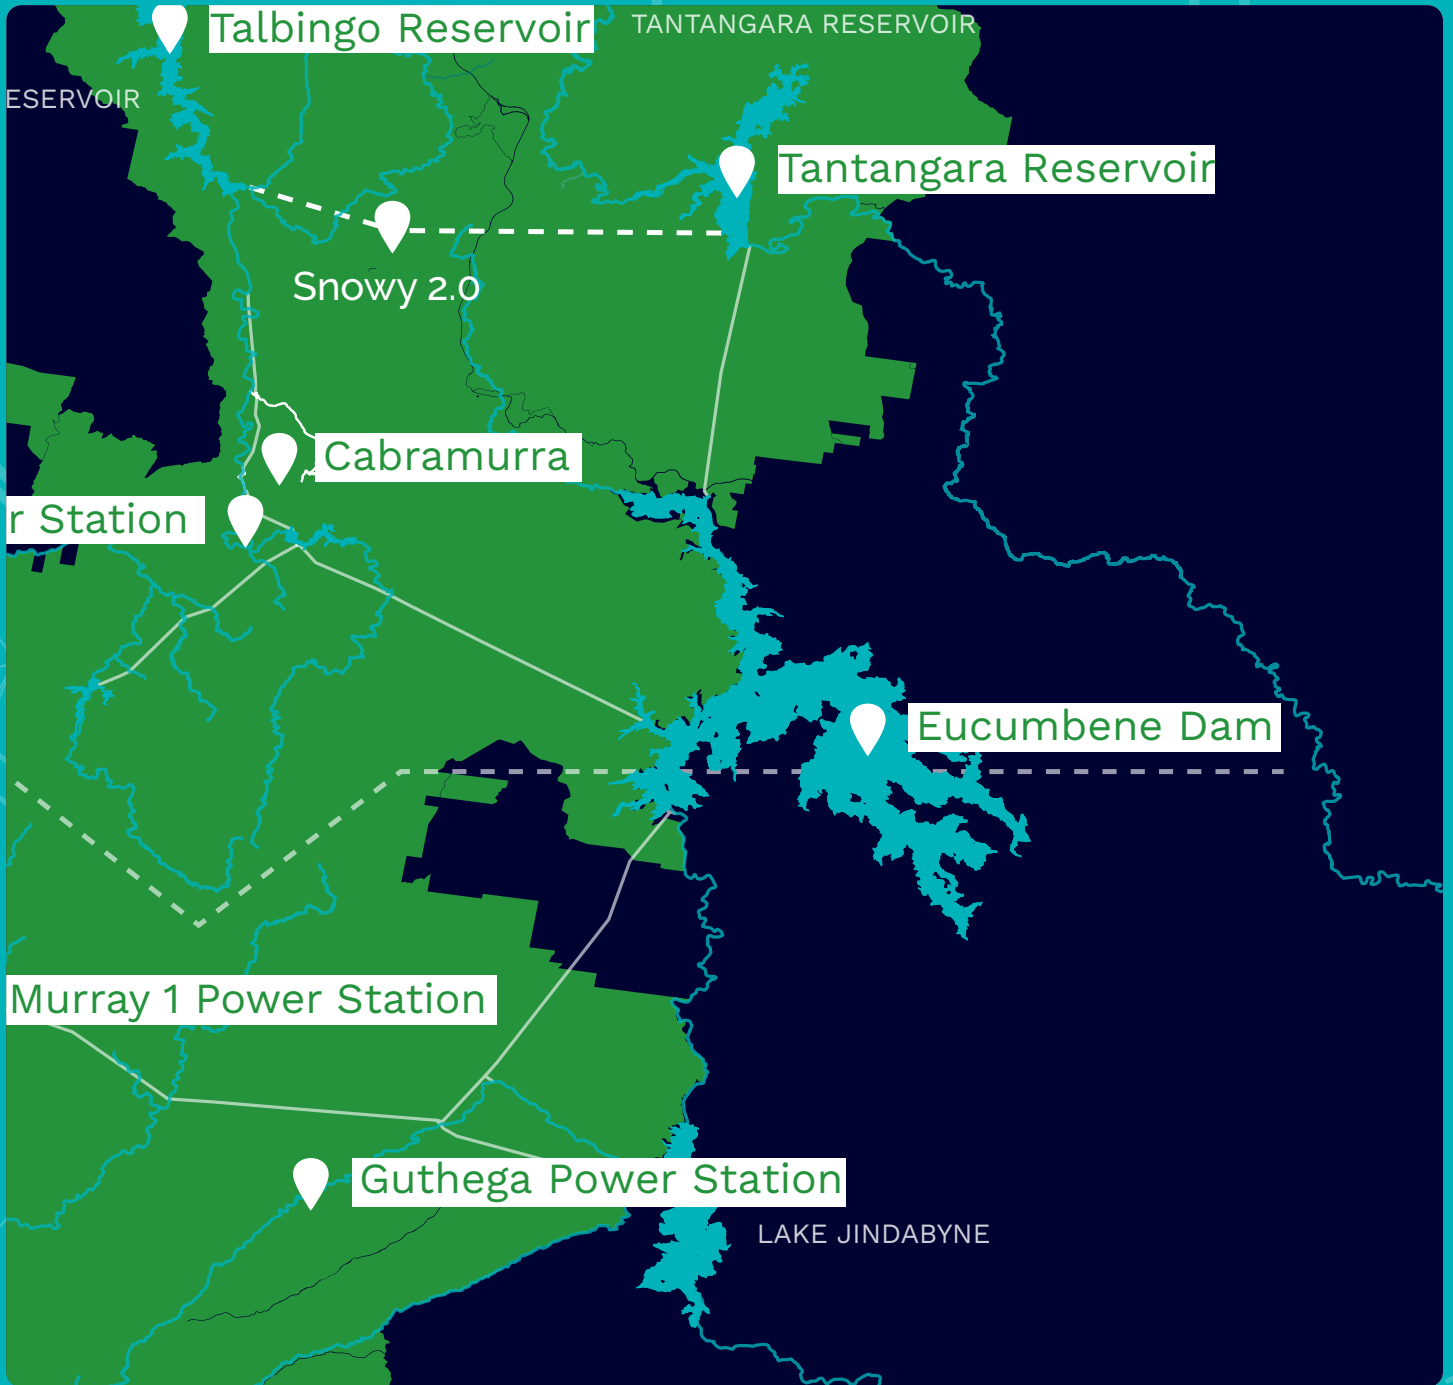 Talbingo Reservoir
TANTANGARA RESERVOIR
ESERVOIR
Tantangara Reservoir
Snowy 2.0
Cabramurra
r Station
Eucumbene Dam
Murray 1 Power Station
Guthega Power Station
LAKE JINDABYNE